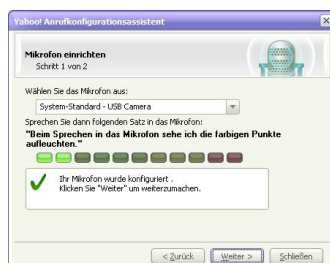 Yahoo! Anrufkonfigurationsassistent
Mikrofon einrichten
Schritt 1 von 2
Wählen Sie das Mikrofon aus:
System-Standard - USB Camera
Sprechen Sie dann folgenden Satz in das Mikrofon:
"Beim Sprechen in das Mikrofon sehe ich die farbigen Punkte
aufleuchten."
Ihr Mikrofon wurde konfiguriert .
Klicken Sie "Weiter" um weiterzumachen.
< Zurück
Weiter >
Schließen